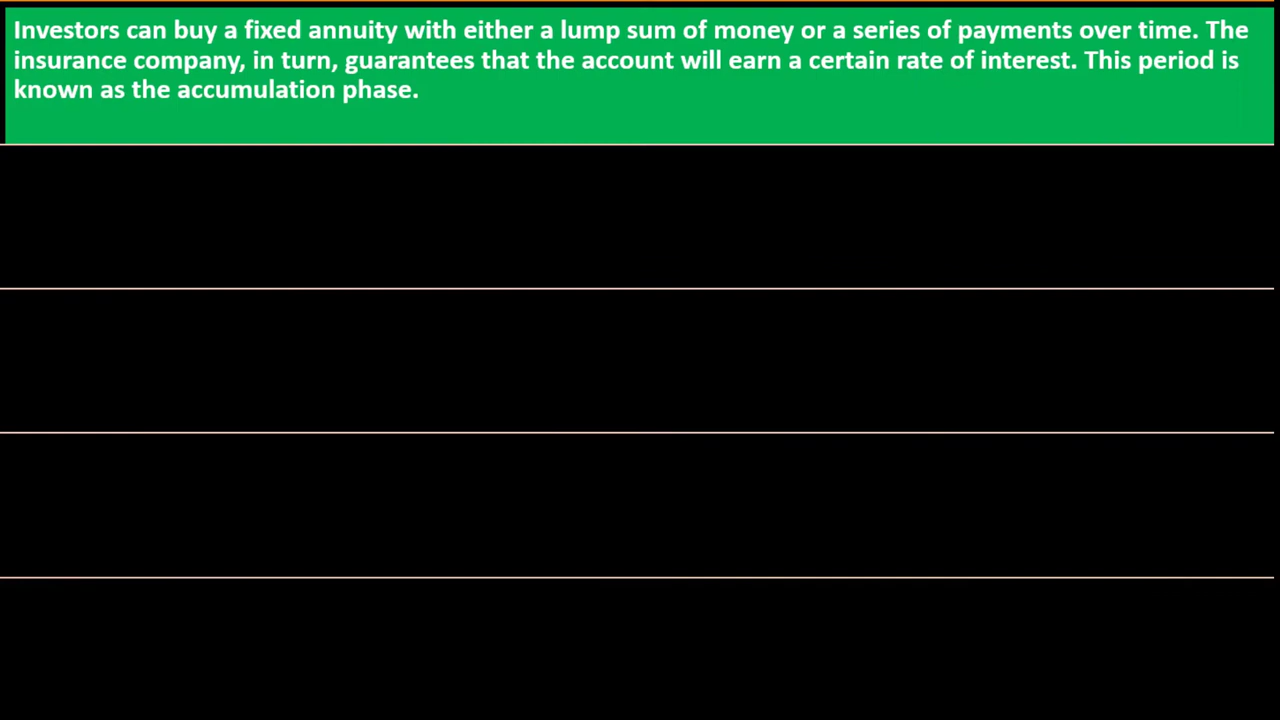 Investors can buy a fixed annuity with either a lump sum of money or a series of payments over time. The
insurance company, in turn, guarantees that the account will earn a certain rate of interest. This period is
known as the accumulation phase.